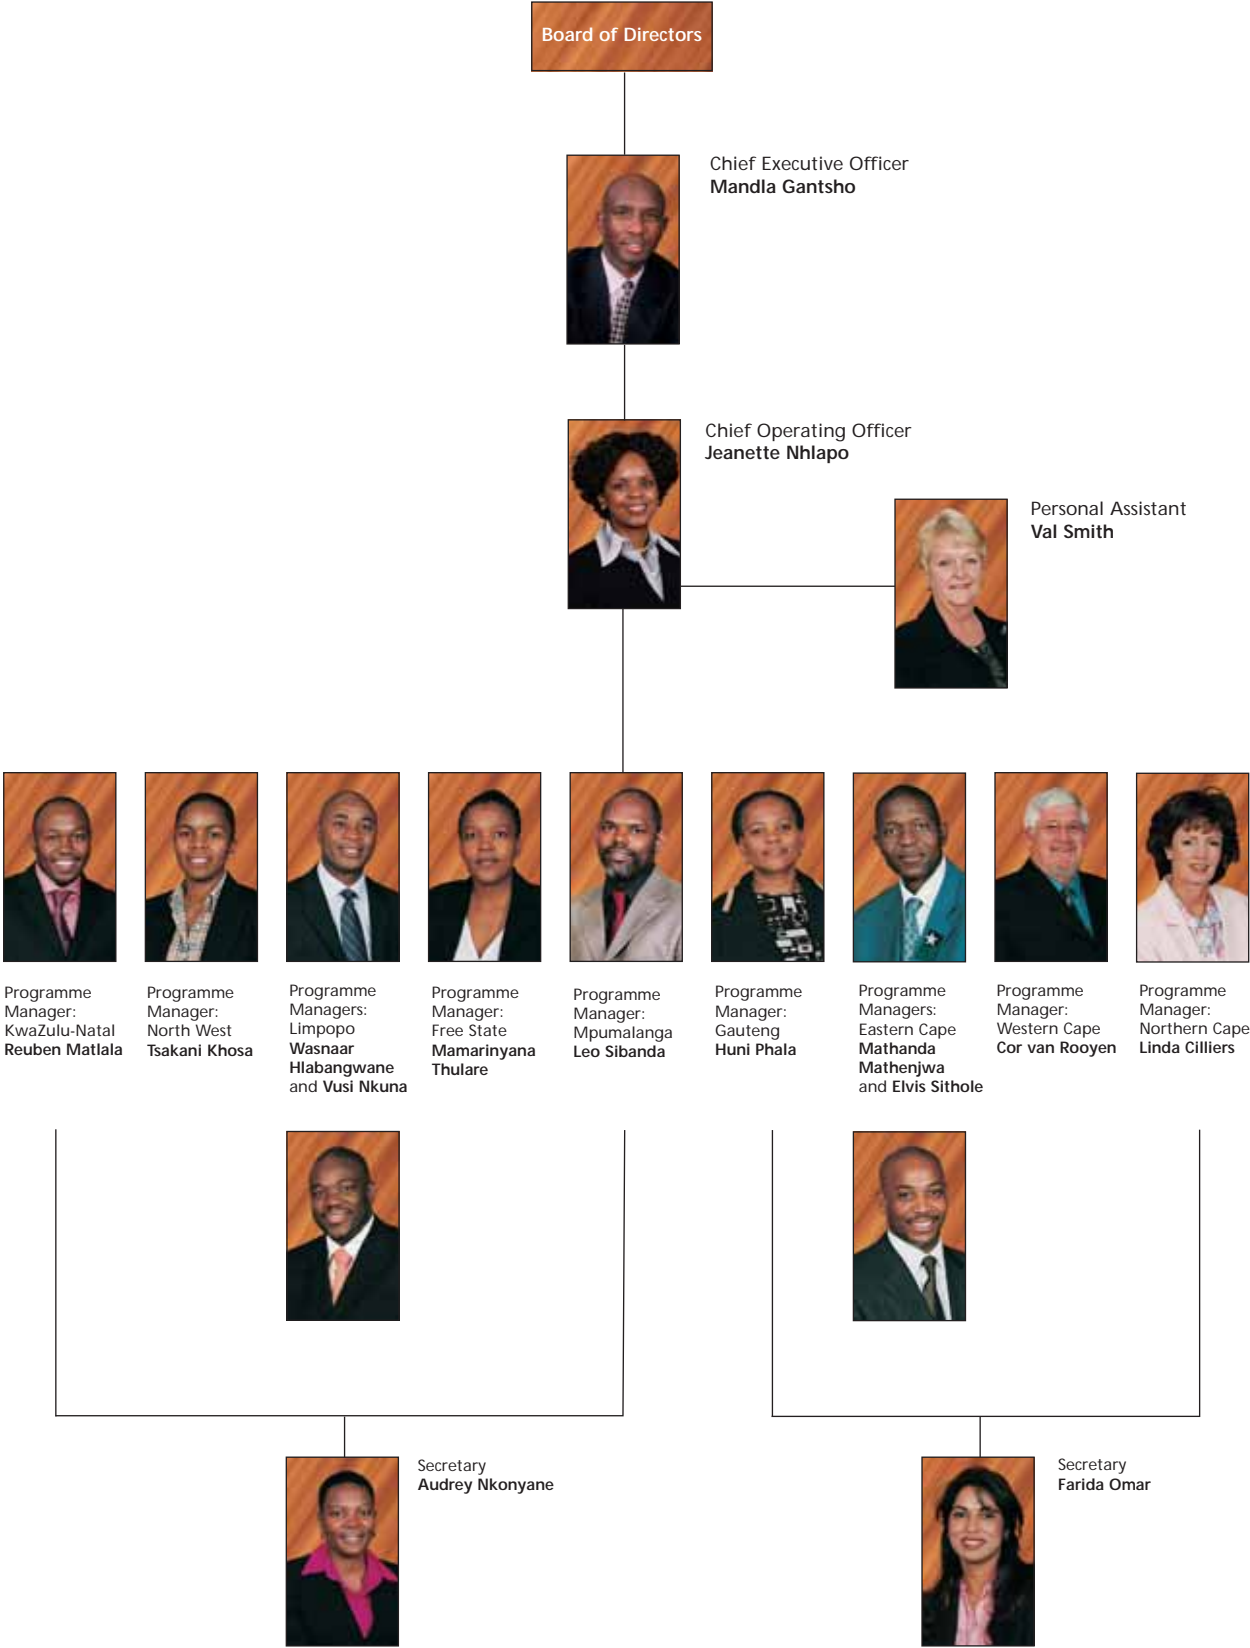 Board of Directors
Chief Executive Officer
Mandla Gantsho
Chief Operating Officer
Jeanette Nhlapo
Personal Assistant
Val Smith
Programme
Manager:
KwaZulu-Natal
Reuben Matlala
Programme
Manager:
North West
Tsakani Khosa
Programme
Managers:
Limpopo
Wasnaar
Hlabangwane
and Vusi Nkuna
Programme
Manager:
Free State
Mamarinyana
Thulare
Programme
Manager:
Mpumalanga
Leo Sibanda
Programme
Manager:
Gauteng
Huni Phala
Programme
Managers:
Eastern Cape
Mathanda
Mathenjwa
and Elvis Sithole
Programme
Manager:
Western Cape
Cor van Rooyen
Programme
Manager:
Northern Cape
Linda Cilliers
Secretary
Audrey Nkonyane
Secretary
Farida Omar